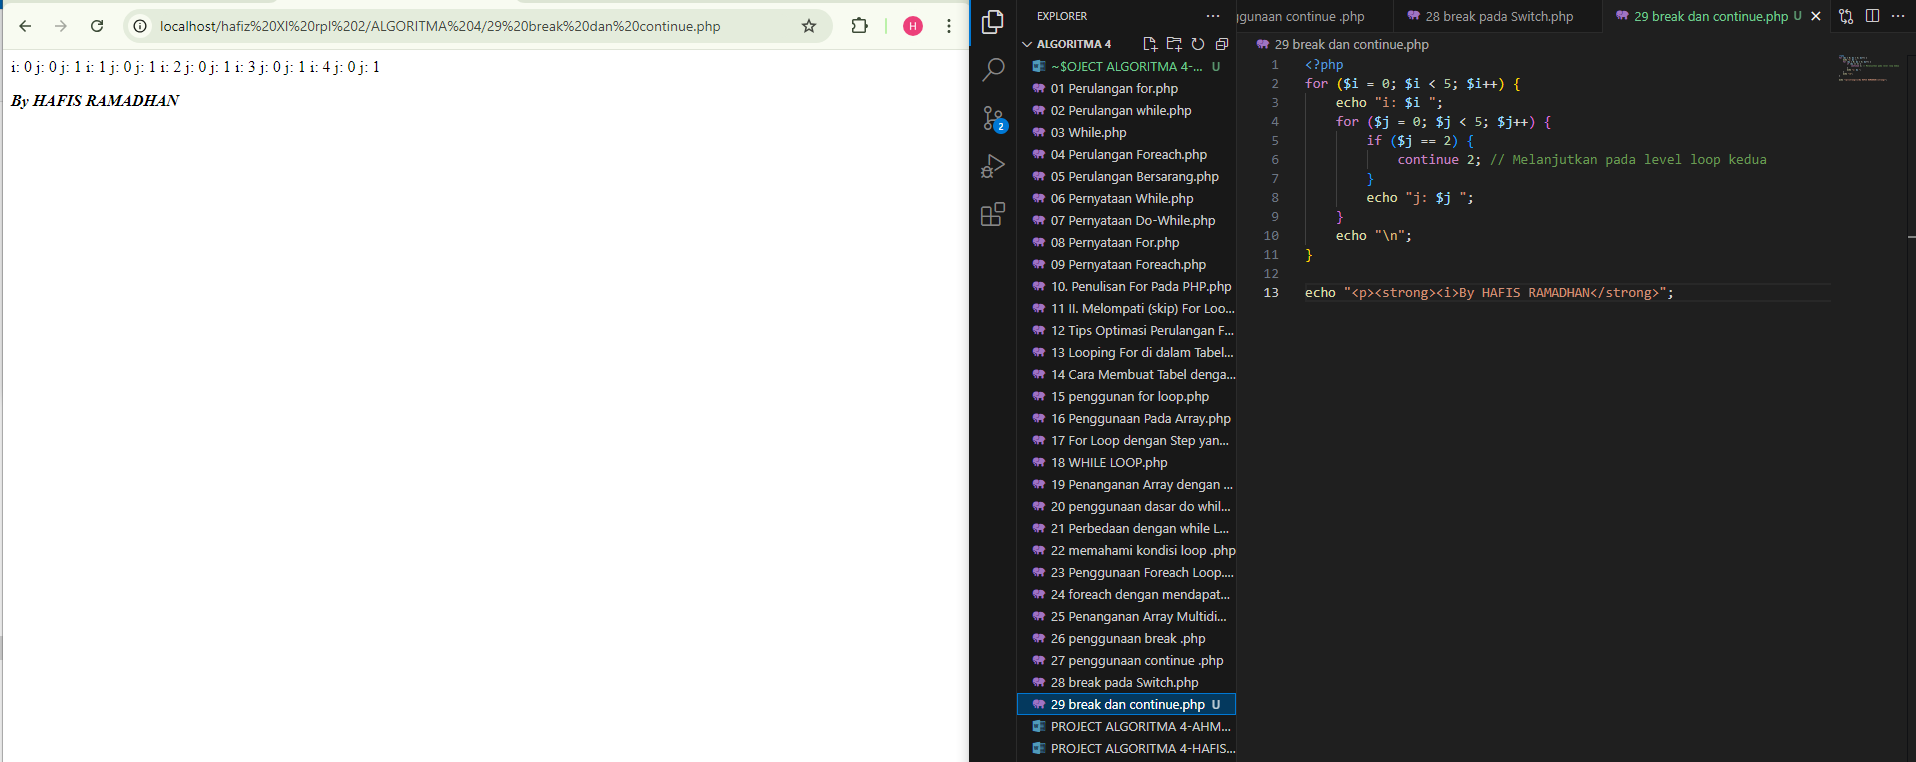 localhost/hafiz%20XI%20rpl%202/ALGORITMA%204/29%20break%20dan%20continue.php
H
i: 0 j: 0 j: 1 i: 1 j: 0 j: 1 i: 2 j: 0 j: 1 i: 3 j: 0 j: 1 i: 4 j: 0 j: 1
By HAFIS RAMADHAN
2
EXPLORER
ALGORITMA 4
~$OJECT ALGORITMA 4-... U
01 Perulangan for.php
02 Perulangan while.php
03 While.php
04 Perulangan Foreach.php
05 Perulangan Bersarang.php
06 Pernyataan While.php
07 Pernyataan Do-While.php
08 Pernyataan For.php
09 Pernyataan Foreach.php
10. Penulisan For Pada PHP.php
11 II. Melompati (skip) For Loo...
12 Tips Optimasi Perulangan F...
13 Looping For di dalam Tabel...
14 Cara Membuat Tabel denga...
15 penggunan for loop.php
16 Penggunaan Pada Array.php
17 For Loop dengan Step yan...
18 WHILE LOOP.php
19 Penanganan Array dengan ...
20 penggunaan dasar do whil...
21 Perbedaan dengan while L...
22 memahami kondisi loop .php
23 Penggunaan Foreach Loop....
24 foreach dengan mendapat...
25 Penanganan Array Multidi...
26 penggunaan break .php
27 penggunaan continue .php
28 break pada Switch.php
29 break dan continue.php U
PROJECT ALGORITMA 4-AHM...
PROJECT ALGORITMA 4-HAFIS...
ggunaan continue .php
28 break pada Switch.php
29 break dan continue.php U
29 break dan continue.php
1 <?php
2 for ($i = 0; $i < 5; $i++) {
3 echo "i: $i ";
4 for ($j = 0; $j < 5; $j++) {
5 if ($j == 2) {
6 continue 2; // Melanjutkan pada level loop kedua
7 }
8 echo "j: $j ";
9 }
10 echo "\n";
11 }
12
13 echo "<p><strong><i>By HAFIS RAMADHAN</strong>";